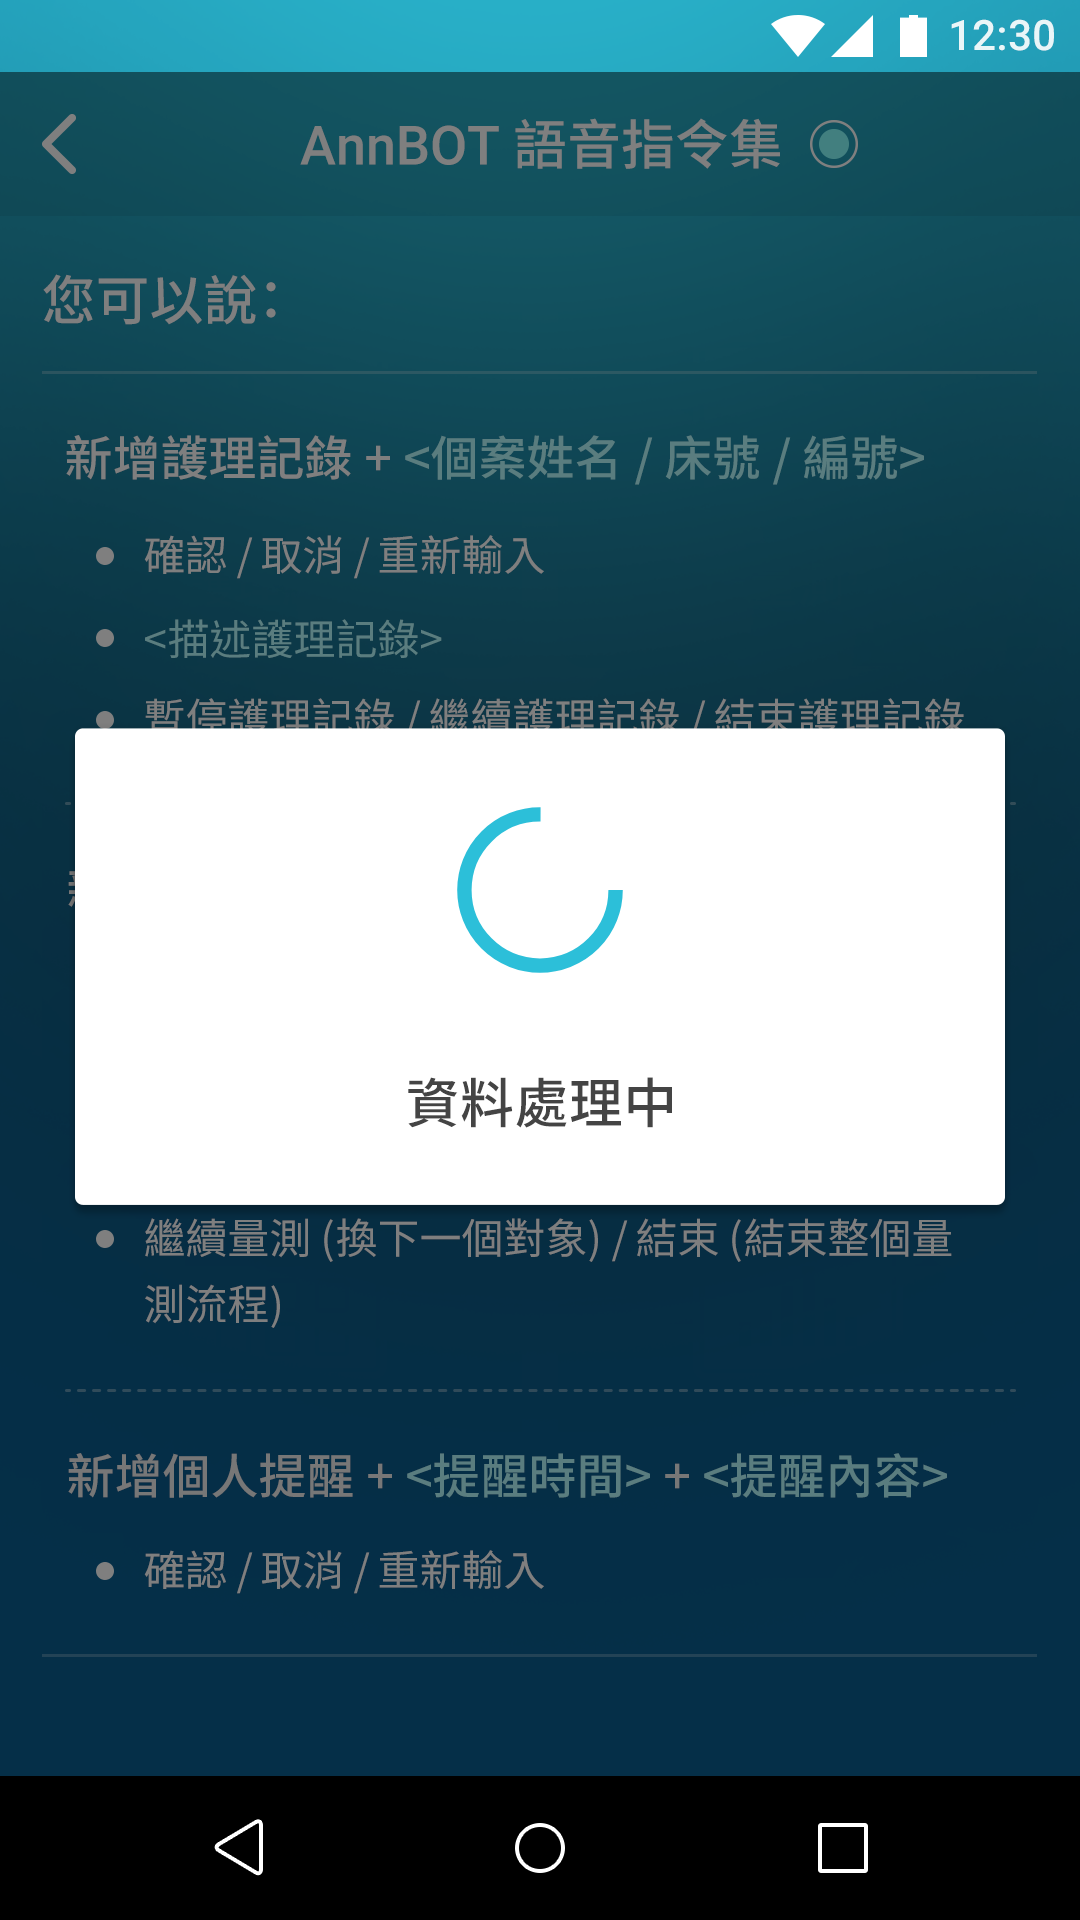 12:30
AnnBOT 語音指令集
您可以說：
新增護理記錄 + <個案姓名 / 床號 / 編號>
確認 / 取消 / 重新輸入
<描述護理記錄>
暫停護理記錄 / 繼續護理記錄 / 結束護理記錄
資料處理中
繼續量測 (換下一個對象) / 結束 (結束整個量
測流程)
新增個人提醒 + <提醒時間> + <提醒內容>
確認 / 取消 / 重新輸入